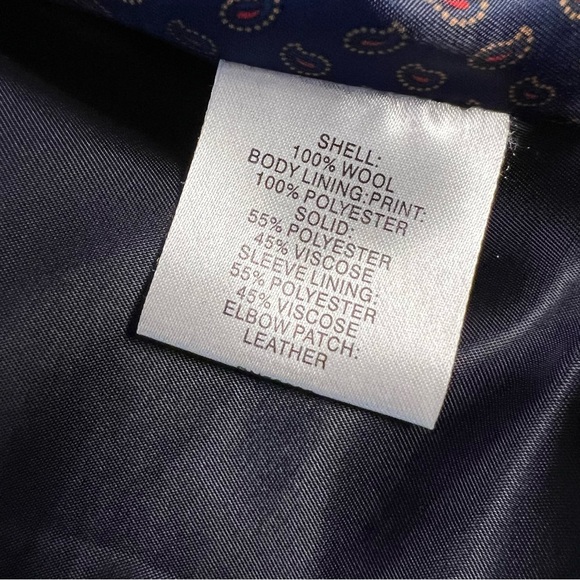 SHELL:
100% WOOL
BODY LINING:PRINT:
100% POLYESTER
SOLID:
55% POLYESTER
45% VISCOSE
SLEEVE LINING:
55% POLYESTER
45% VISCOSE
ELBOW PATCH:
LEATHER